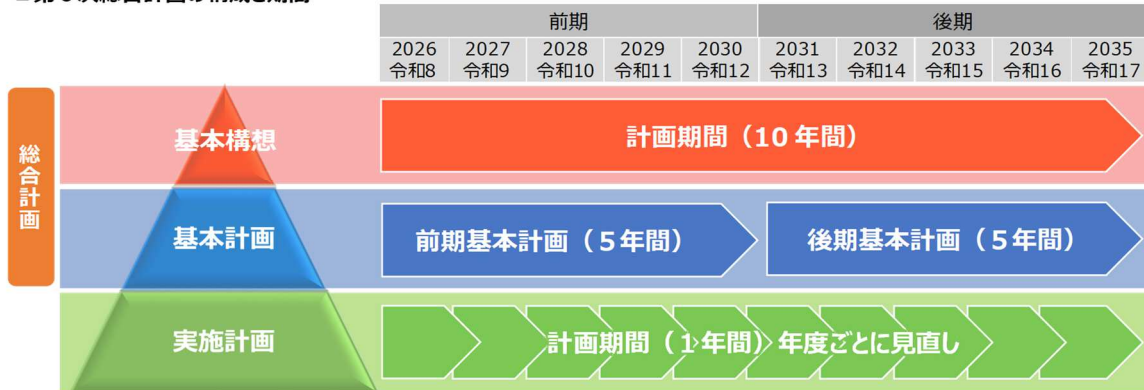 前期 後期
2026 2027 2028 2029 2030 2031 2032 2033 2034 2035
令和8 令和9 令和10 令和11 令和12 令和13 令和14 令和15 令和16 令和17
総合計画
基本構想
計画期間（10年間）
基本計画
前期基本計画（5年間） 後期基本計画（5年間）
実施計画
計画期間（1年間）年度ごとに見直し